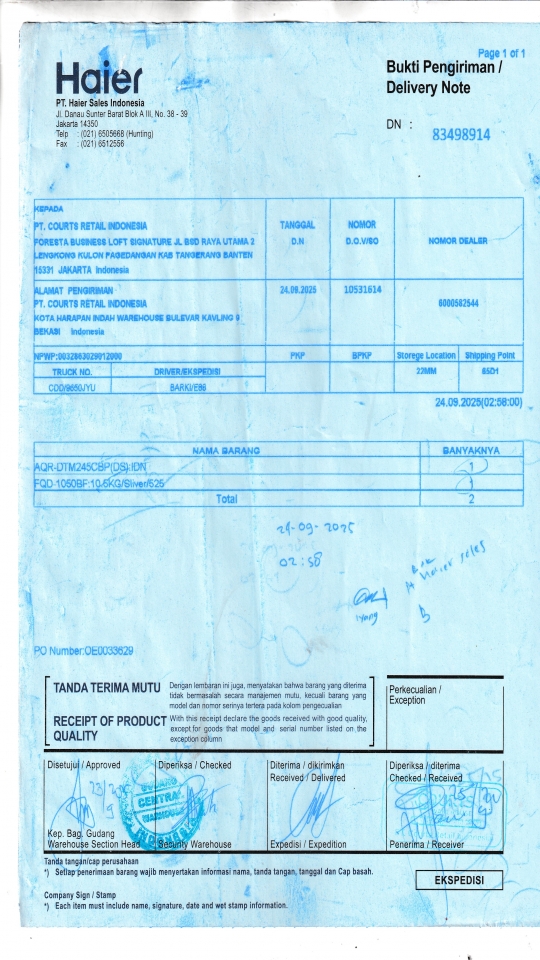 Page 1 of 1
Haier
Bukti Pengiriman /
Delivery Note
PT. Haier Sales Indonesia
Jl. Danau Sunter Barat Blok A III, No. 38 - 39
Jakarta 14350
Telp : (021) 6505668 (Hunting)
Fax : (021) 6512556
DN : 83498914
KEPADA
PT. COURTS RETAIL INDONESIA
FORESTA BUSINESS LOFT SIGNATURE JL BSD RAYA UTAMA 2
LENGKONG KULON PAGEDANGAN KAB TANGERANG BANTEN
15331 JAKARTA Indonesia
TANGGAL
D.N
NOMOR
D.O.V/SO
NOMOR DEALER
ALAMAT PENGIRIMAN
PT. COURTS RETAIL INDONESIA
KOTA HARAPAN INDAH WAREHOUSE BULEVAR KAVLING 9
BEKASI Indonesia
24.09.2025
10531614
6000562544
NPWP:0032863029012000
PKP
BPKP
Storege Location
Shipping Point
TRUCK NO.
DRIVER/EKSPEDISI
22MM
65D1
CDD/9650JYU
BARKI/E86
24.09.2025(02:56:00)
NAMA BARANG
BANYAKNYA
AQR-DTM245CBP(DS):IDN
1
FQD-1050BF:10.5KG/Sliver/525
1
Total
2
24-09-2025
02:58
PT Haier sales
iyang
PO Number:OE0033629
TANDA TERIMA MUTU
Dengan lembaran ini juga, menyatakan bahwa barang yang diterima
tidak bermasalah secara manajemen mutu, kecuali barang yang
model dan nomor serinya tertera pada kolom pengecualian
RECEIPT OF PRODUCT
QUALITY
With this receipt declare the goods received with good quality,
except for goods that model and serial number listed on the
exception column
Perkecualian /
Exception
Disetujui / Approved
Diperiksa / Checked
Diterima / dikirimkan
Received / Delivered
Diperiksa / diterima
Checked / Received
CENTRAL
Kep. Bag. Gudang
Warehouse Section Head
Security Warehouse
Expedisi / Expedition
Penerima / Receiver
Tanda tangan/cap perusahaan
*) Setiap penerimaan barang wajib menyertakan informasi nama, tanda tangan, tanggal dan Cap basah.
EKSPEDISI
Company Sign / Stamp
*) Each item must include name, signature, date and wet stamp information.